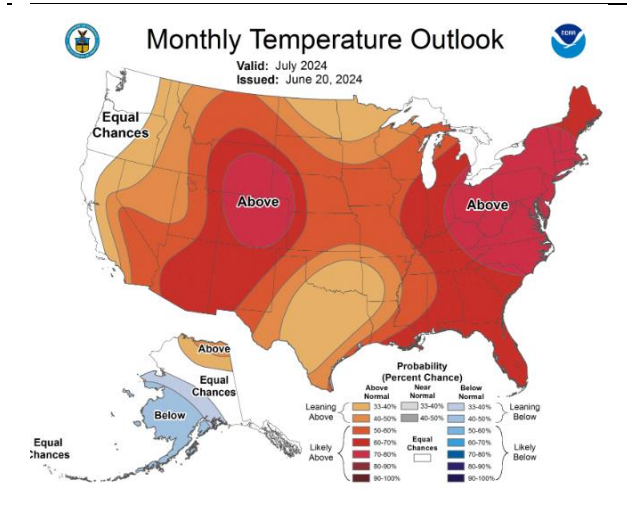 Monthly Temperature Outlook
Valid: July 2024
Issued: June 20, 2024
Equal
Chances
Above
Above
Above
Equal
Chances
Below
Equal
Chances
Probability
(Percent Chance)
Above Normal
Near Normal
Below Normal
Leaning Above
33-40% 33-40% 33-40%
40-50% 40-50% 40-50%
Leaning Below
Likely Above
50-60% 50-60%
60-70% Equal Chances 60-70%
70-80% 70-80%
80-90% 80-90%
90-100% 90-100%
Likely Below